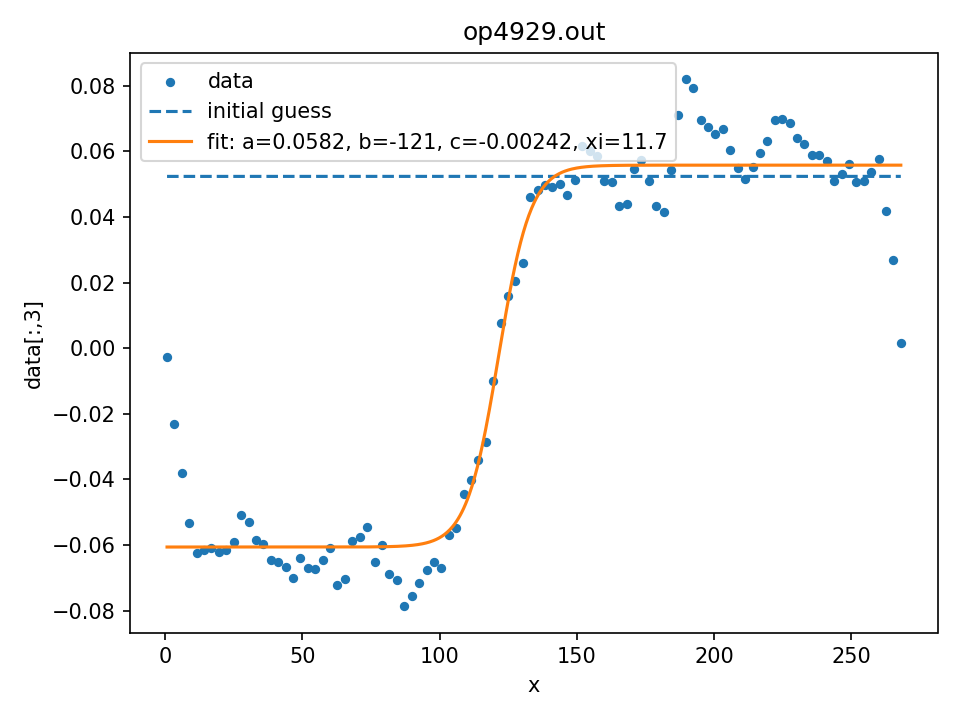 op4929.out
data
initial guess
fit: a=0.0582, b=-121, c=-0.00242, xi=11.7
0.08
0.06
0.04
0.02
0.00
−0.02
−0.04
−0.06
−0.08
data[:,3]
0 50 100 150 200 250
x